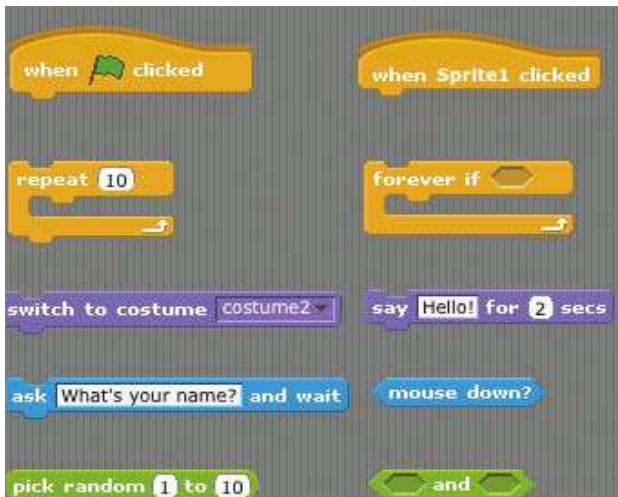 when clicked
when Sprite1 clicked
repeat 10
forever if
switch to costume costume2
say Hello! for 2 secs
ask What's your name? and wait
mouse down?
pick random 1 to 10
and